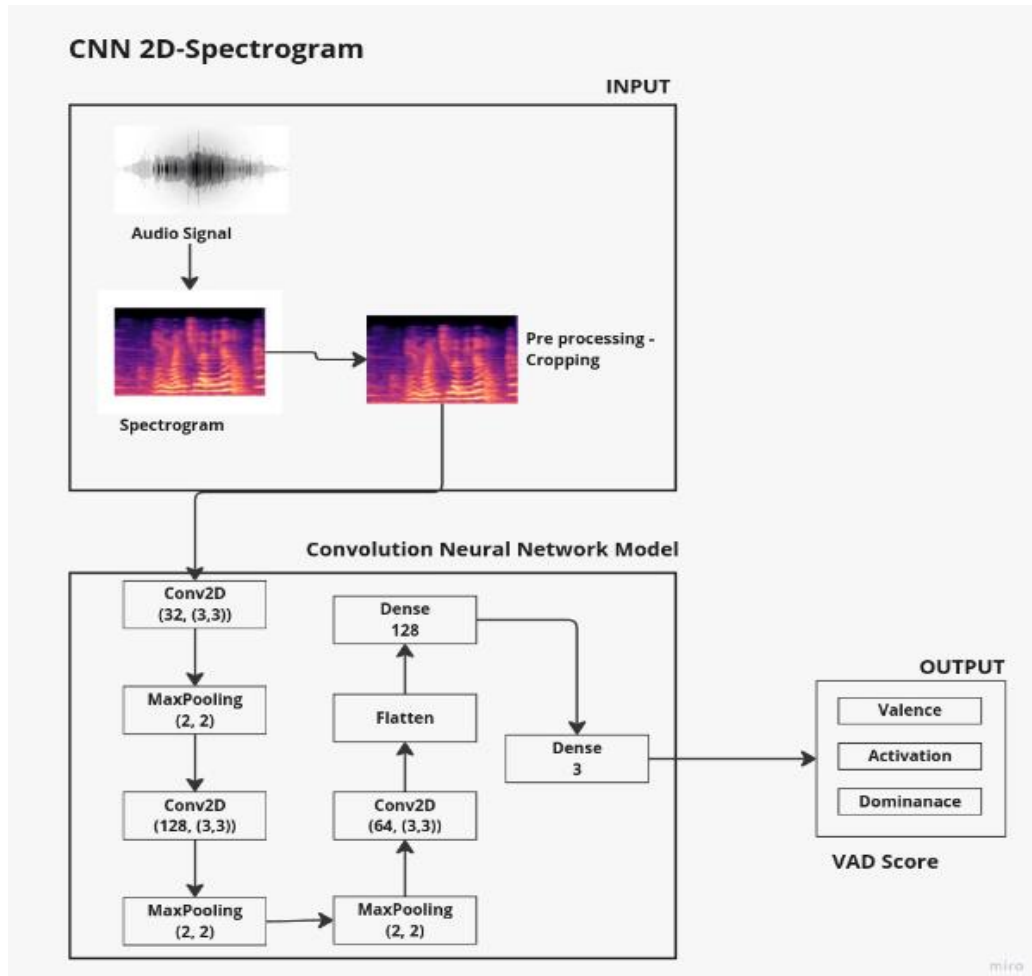 CNN 2D-Spectrogram
INPUT
Audio Signal
Spectrogram
Pre processing -
Cropping
Convolution Neural Network Model
Conv2D
(32, (3,3))
MaxPooling
(2, 2)
Conv2D
(128, (3,3))
MaxPooling
(2, 2)
MaxPooling
(2, 2)
Conv2D
(64, (3,3))
Flatten
Dense
128
Dense
3
OUTPUT
Valence
Activation
Dominanace
VAD Score
miro